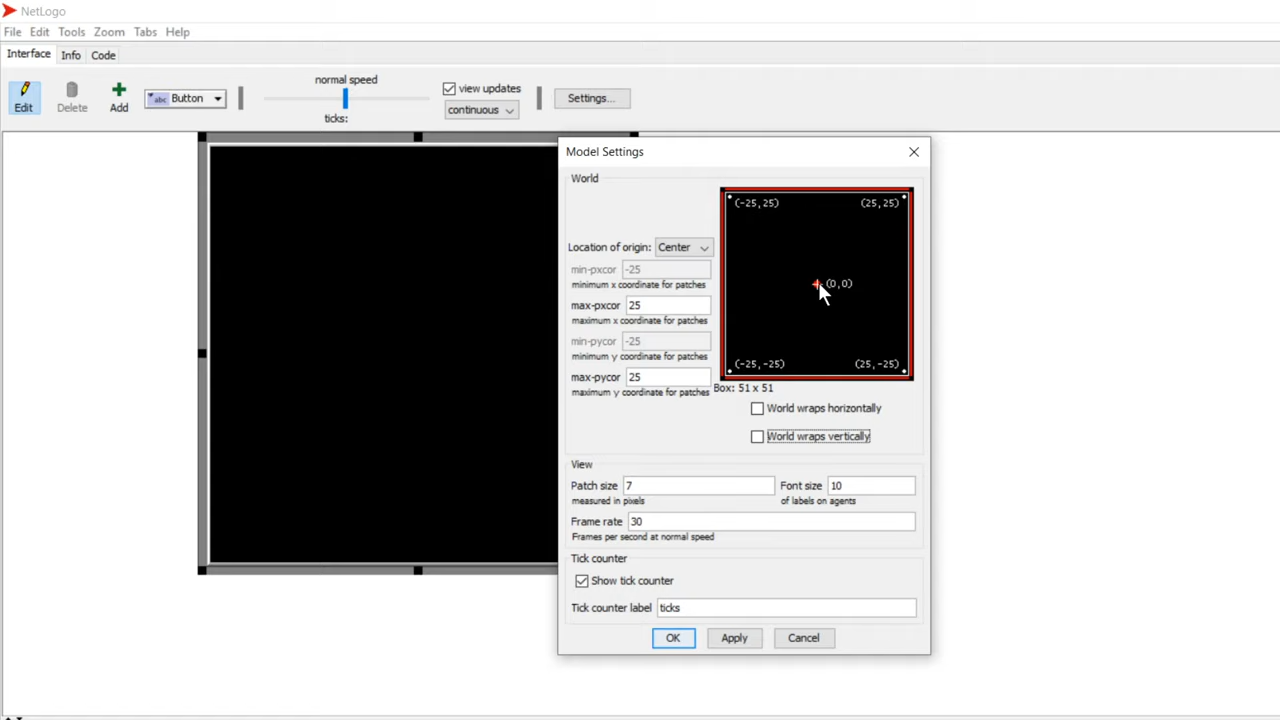 NetLogo
File Edit Tools Zoom Tabs Help
Interface Info Code
Edit Delete Add abc Button normal speed ticks: view updates continuous Settings...
Model Settings
World
(-25,25) (25,25)
Location of origin: Center
min-pxcor -25
minimum x coordinate for patches
(0,0)
max-pxcor 25
maximum x coordinate for patches
min-pycor -25
minimum y coordinate for patches
(-25,-25) (25,-25)
max-pycor 25
maximum y coordinate for patches
Box: 51 x 51
World wraps horizontally
World wraps vertically
View
Patch size 7 Font size 10
measured in pixels of labels on agents
Frame rate 30
Frames per second at normal speed
Tick counter
Show tick counter
Tick counter label ticks
OK Apply Cancel